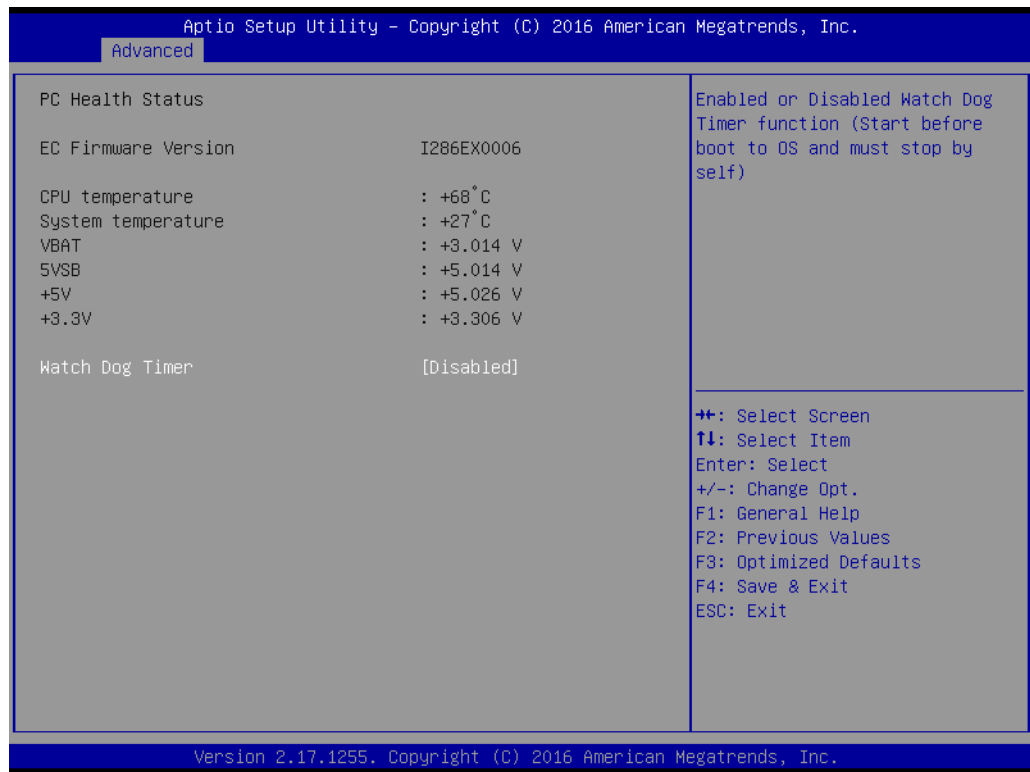 Aptio Setup Utility – Copyright (C) 2016 American Megatrends, Inc.
Advanced
PC Health Status
EC Firmware Version I286EX0006
CPU temperature : +68°C
System temperature : +27°C
VBAT : +3.014 V
5VSB : +5.014 V
+5V : +5.026 V
+3.3V : +3.306 V
Watch Dog Timer [Disabled]
Enabled or Disabled Watch Dog
Timer function (Start before
boot to OS and must stop by
self)
→←: Select Screen
↑↓: Select Item
Enter: Select
+/-: Change Opt.
F1: General Help
F2: Previous Values
F3: Optimized Defaults
F4: Save & Exit
ESC: Exit
Version 2.17.1255. Copyright (C) 2016 American Megatrends, Inc.